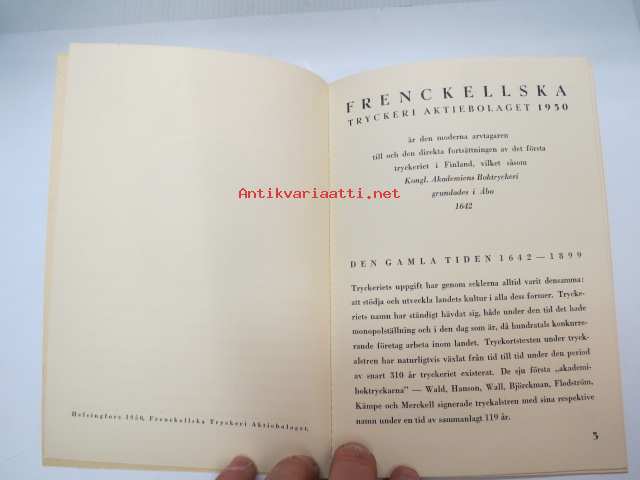 Helsingfors 1950, Frenckellska Tryckeri Aktiebolaget.
FRENCKELLSKA
TRYCKERI AKTIEBOLAGET 1950
är den moderna arvtagaren
till och den direkta fortsättningen av det första
tryckeriet i Finland, vilket såsom
Kongl. Akademiens Boktryckeri
grundades i Åbo
1642
DEN GAMLA TIDEN 1642—1899
Tryckeriets uppgift har genom seklerna alltid varit densamma:
att stödja och utveckla landets kultur i alla dess former. Trycke-
riets namn har ständigt hävdat sig, både under den tid det hade
monopolställning och i den dag som är, då hundratals konkurre-
rande företag arbeta inom landet. Tryckortstexten under tryck-
alstren har naturligtvis växlat från tid till tid under den period
av snart 310 år tryckeriet existerat. De sju första „akademi-
boktryckarna” — Wald, Hanson, Wall, Björckman, Flodström,
Kämpe och Merckell signerade tryckalstren med sina respektive
namn under en tid av sammanlagt 119 år.
3
Antikvariaatti.net